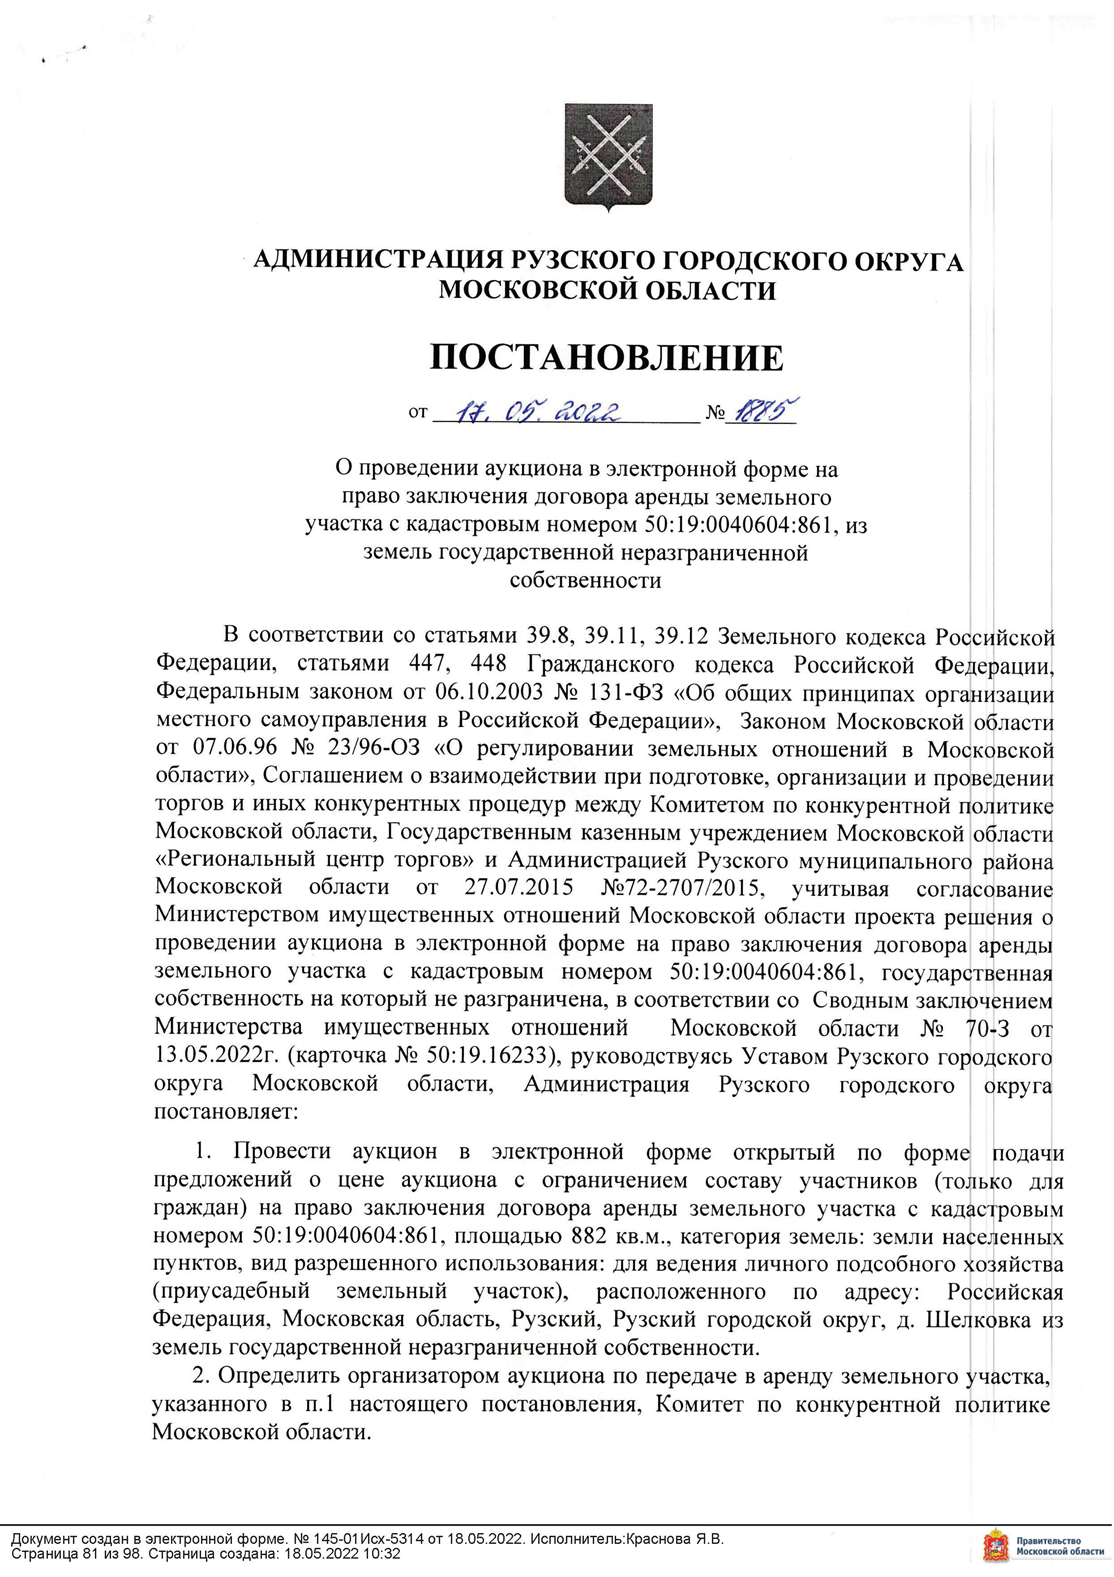 АДМИНИСТРАЦИЯ РУЗСКОГО ГОРОДСКОГО ОКРУГА
МОСКОВСКОЙ ОБЛАСТИ
ПОСТАНОВЛЕНИЕ
от 17.05.2022 № 1885
О проведении аукциона в электронной форме на
право заключения договора аренды земельного
участка с кадастровым номером 50:19:0040604:861, из
земель государственной неразграниченной
собственности
В соответствии со статьями 39.8, 39.11, 39.12 Земельного кодекса Российской
Федерации, статьями 447, 448 Гражданского кодекса Российской Федерации,
Федеральным законом от 06.10.2003 № 131-ФЗ «Об общих принципах организации
местного самоуправления в Российской Федерации», Законом Московской области
от 07.06.96 № 23/96-ОЗ «О регулировании земельных отношений в Московской
области», Соглашением о взаимодействии при подготовке, организации и проведении
торгов и иных конкурентных процедур между Комитетом по конкурентной политике
Московской области, Государственным казенным учреждением Московской области
«Региональный центр торгов» и Администрацией Рузского муниципального района
Московской области от 27.07.2015 №72-2707/2015, учитывая согласование
Министерством имущественных отношений Московской области проекта решения о
проведении аукциона в электронной форме на право заключения договора аренды
земельного участка с кадастровым номером 50:19:0040604:861, государственная
собственность на который не разграничена, в соответствии со Сводным заключением
Министерства имущественных отношений Московской области № 70-З от
13.05.2022г. (карточка № 50:19.16233), руководствуясь Уставом Рузского городского
округа Московской области, Администрация Рузского городского округа
постановляет:
1. Провести аукцион в электронной форме открытый по форме подачи
предложений о цене аукциона с ограничением составу участников (только для
граждан) на право заключения договора аренды земельного участка с кадастровым
номером 50:19:0040604:861, площадью 882 кв.м., категория земель: земли населенных
пунктов, вид разрешенного использования: для ведения личного подсобного хозяйства
(приусадебный земельный участок), расположенного по адресу: Российская
Федерация, Московская область, Рузский, Рузский городской округ, д. Шелковка из
земель государственной неразграниченной собственности.
2. Определить организатором аукциона по передаче в аренду земельного участка,
указанного в п.1 настоящего постановления, Комитет по конкурентной политике
Московской области.
Документ создан в электронной форме. № 145-01Исх-5314 от 18.05.2022. Исполнитель:Краснова Я.В.
Страница 81 из 98. Страница создана: 18.05.2022 10:32
Правительство
Московской области